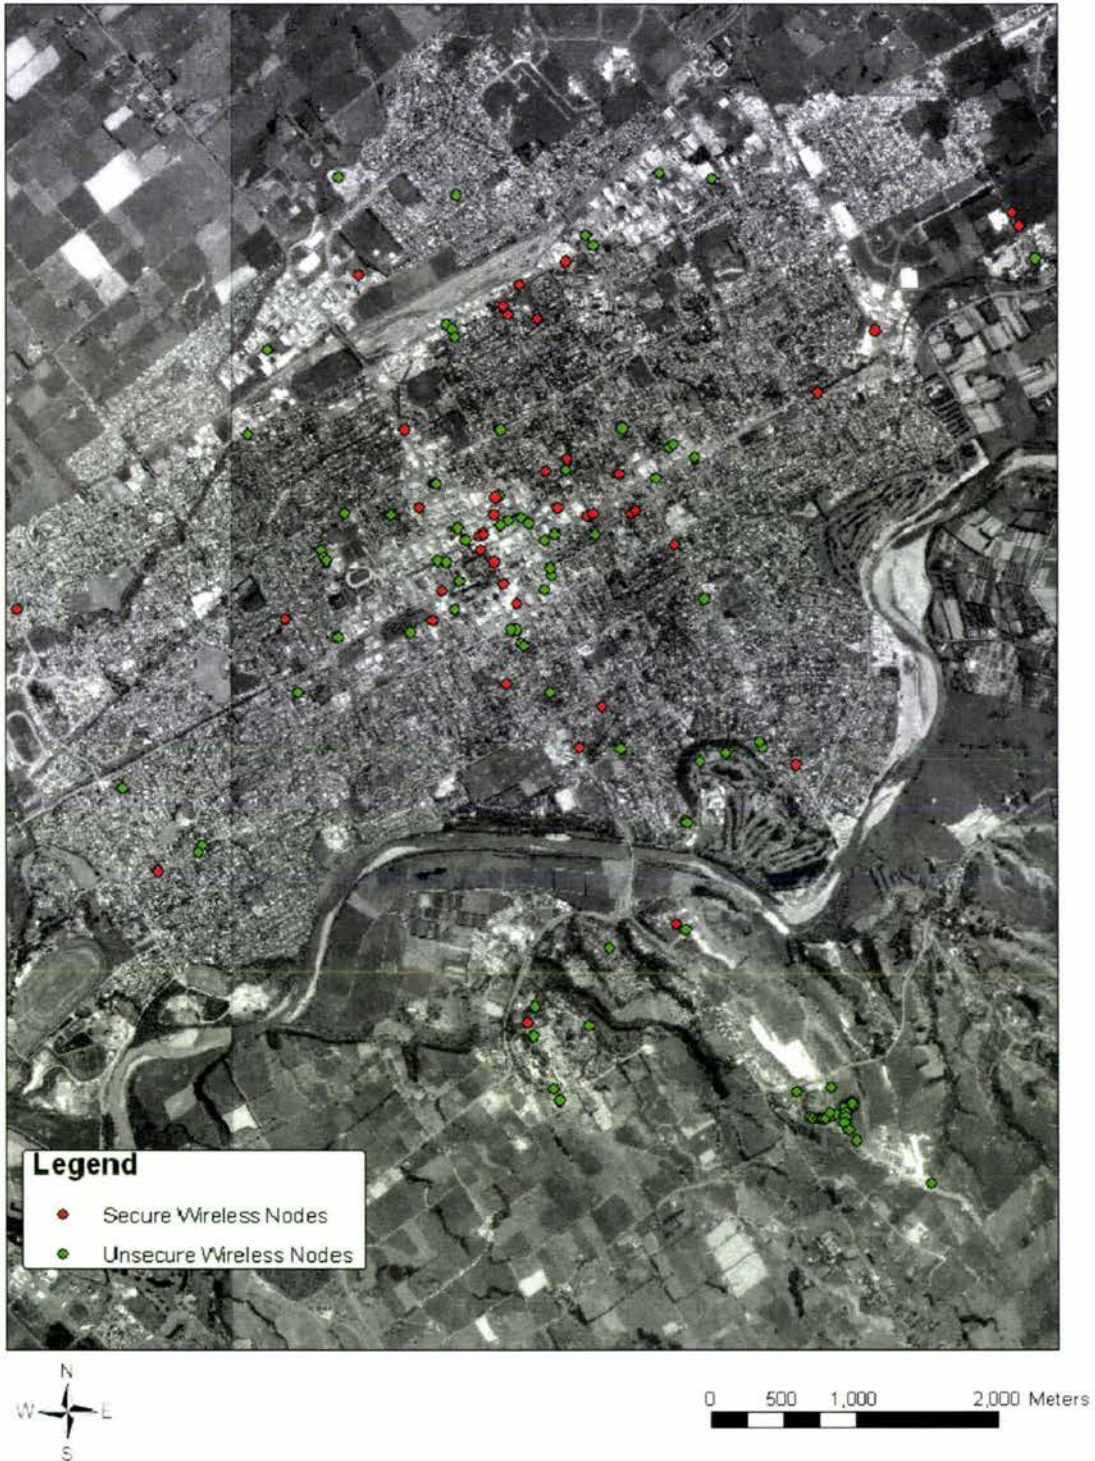 Legend
Secure Wireless Nodes
Unsecure Wireless Nodes
N
W E
S
0 500 1,000 2,000 Meters